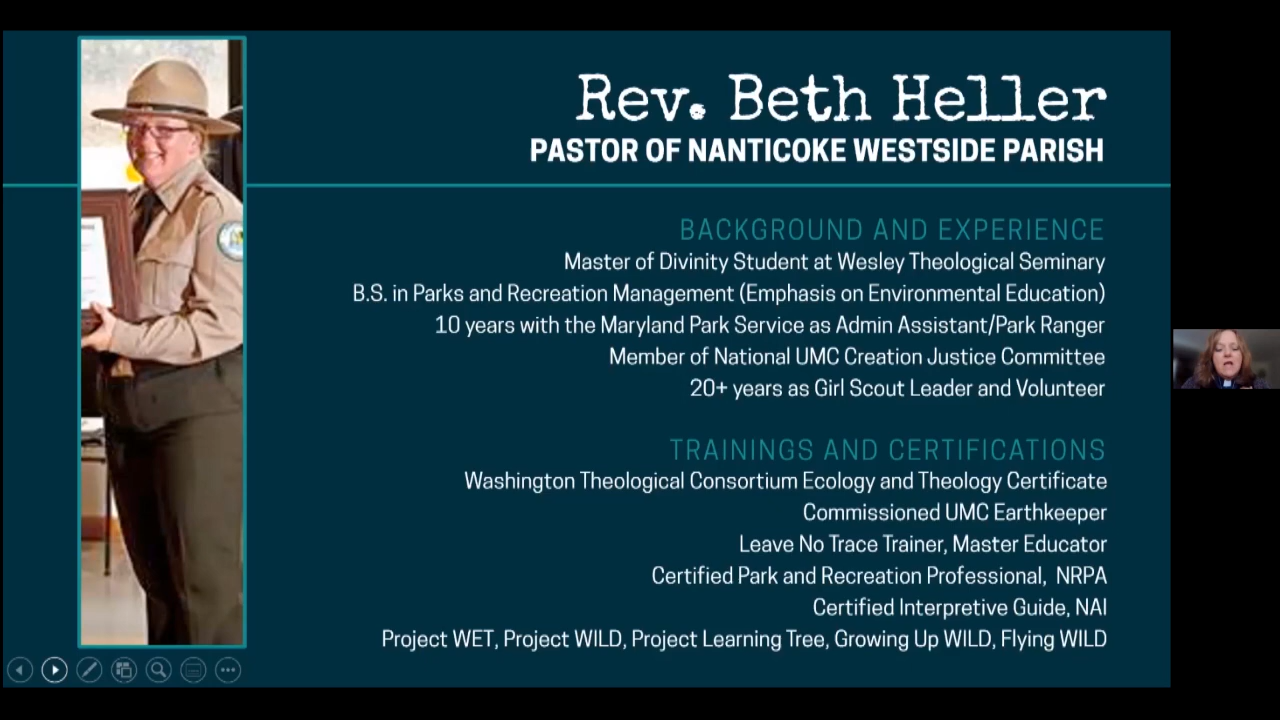 Rev. Beth Heller
PASTOR OF NANTICOKE WESTSIDE PARISH
BACKGROUND AND EXPERIENCE
Master of Divinity Student at Wesley Theological Seminary
B.S. in Parks and Recreation Management (Emphasis on Environmental Education)
10 years with the Maryland Park Service as Admin Assistant/Park Ranger
Member of National UMC Creation Justice Committee
20+ years as Girl Scout Leader and Volunteer
TRAININGS AND CERTIFICATIONS
Washington Theological Consortium Ecology and Theology Certificate
Commissioned UMC Earthkeeper
Leave No Trace Trainer, Master Educator
Certified Park and Recreation Professional, NRPA
Certified Interpretive Guide, NAI
Project WET, Project WILD, Project Learning Tree, Growing Up WILD, Flying WILD